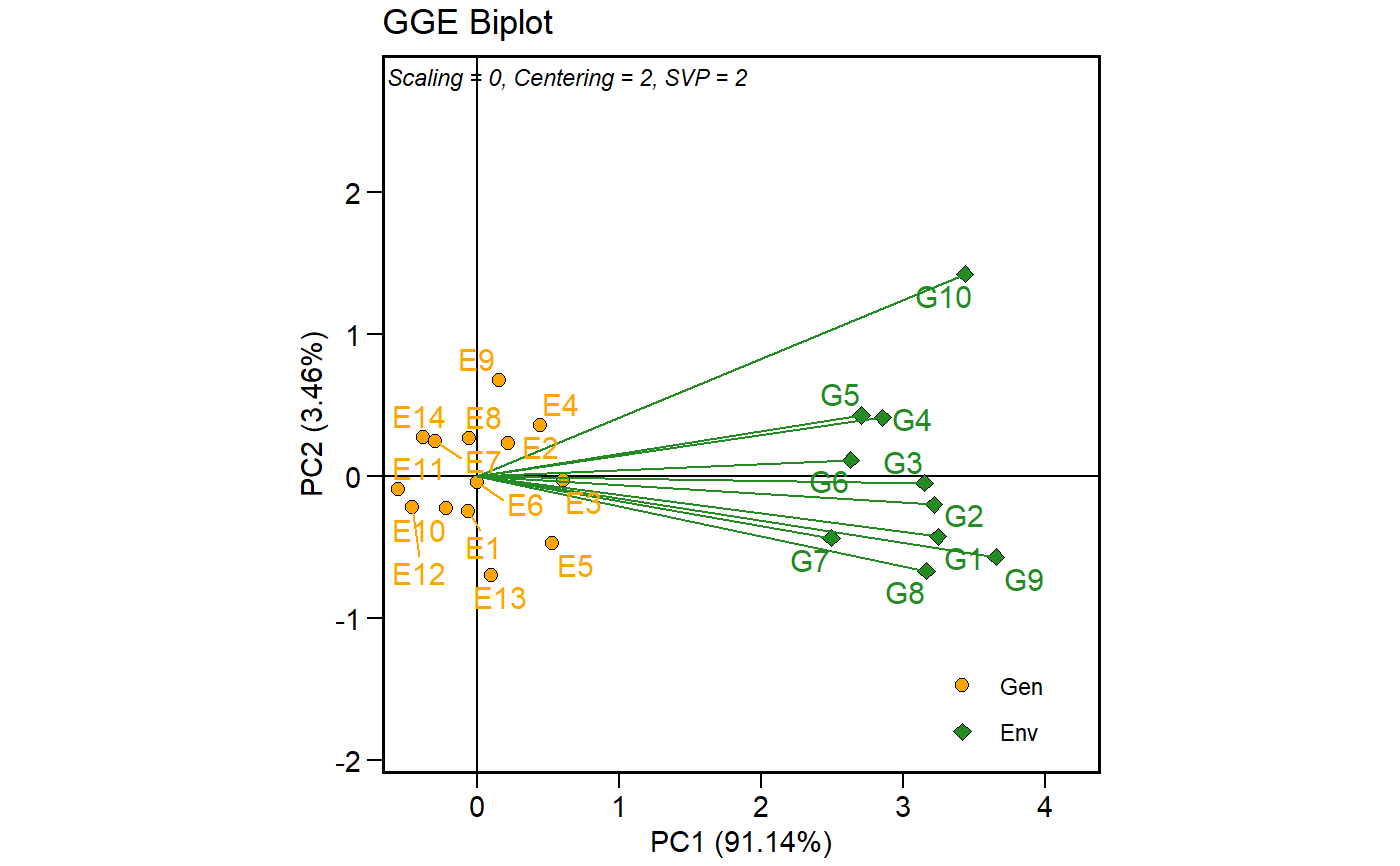 GGE Biplot
Scaling = 0, Centering = 2, SVP = 2
2
1
0
-1
-2
PC2 (3.46%)
G10
E9
G5
E4
E14
E8
G4
E2
E7
G3
E11
G6
E6
E3
G2
E10
E1
G7
G1
E5
E12
G9
G8
E13
Gen
Env
0
1
2
3
4
PC1 (91.14%)